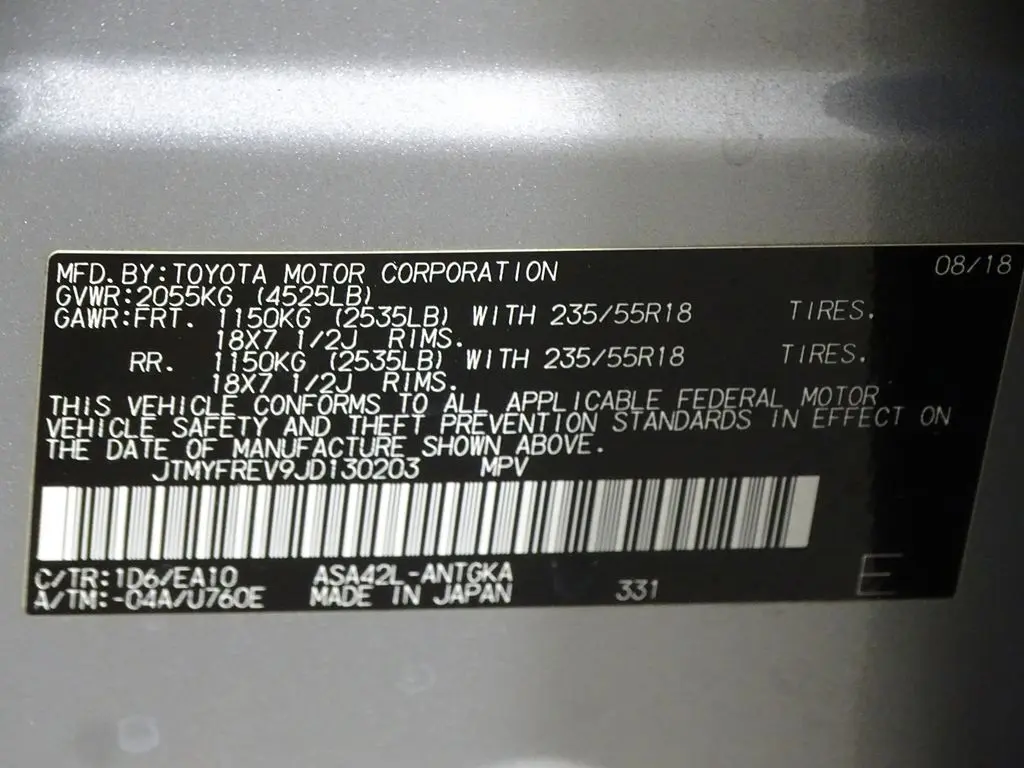 MFD. BY: TOYOTA MOTOR CORPORATION 08/18
GVWR: 2055KG (4525LB)
GAWR: FRT. 1150KG (2535LB) WITH 235/55R18 TIRES.
18X7 1/2J RIMS.
RR. 1150KG (2535LB) WITH 235/55R18 TIRES.
18X7 1/2J RIMS.
THIS VEHICLE CONFORMS TO ALL APPLICABLE FEDERAL MOTOR
VEHICLE SAFETY AND THEFT PREVENTION STANDARDS IN EFFECT ON
THE DATE OF MANUFACTURE SHOWN ABOVE.
JTMYFREV9JD130203 MPV
C/TR: 1D6/EA10 ASA42L-ANTGKA
A/TM: -04A/U760E MADE IN JAPAN 331 E